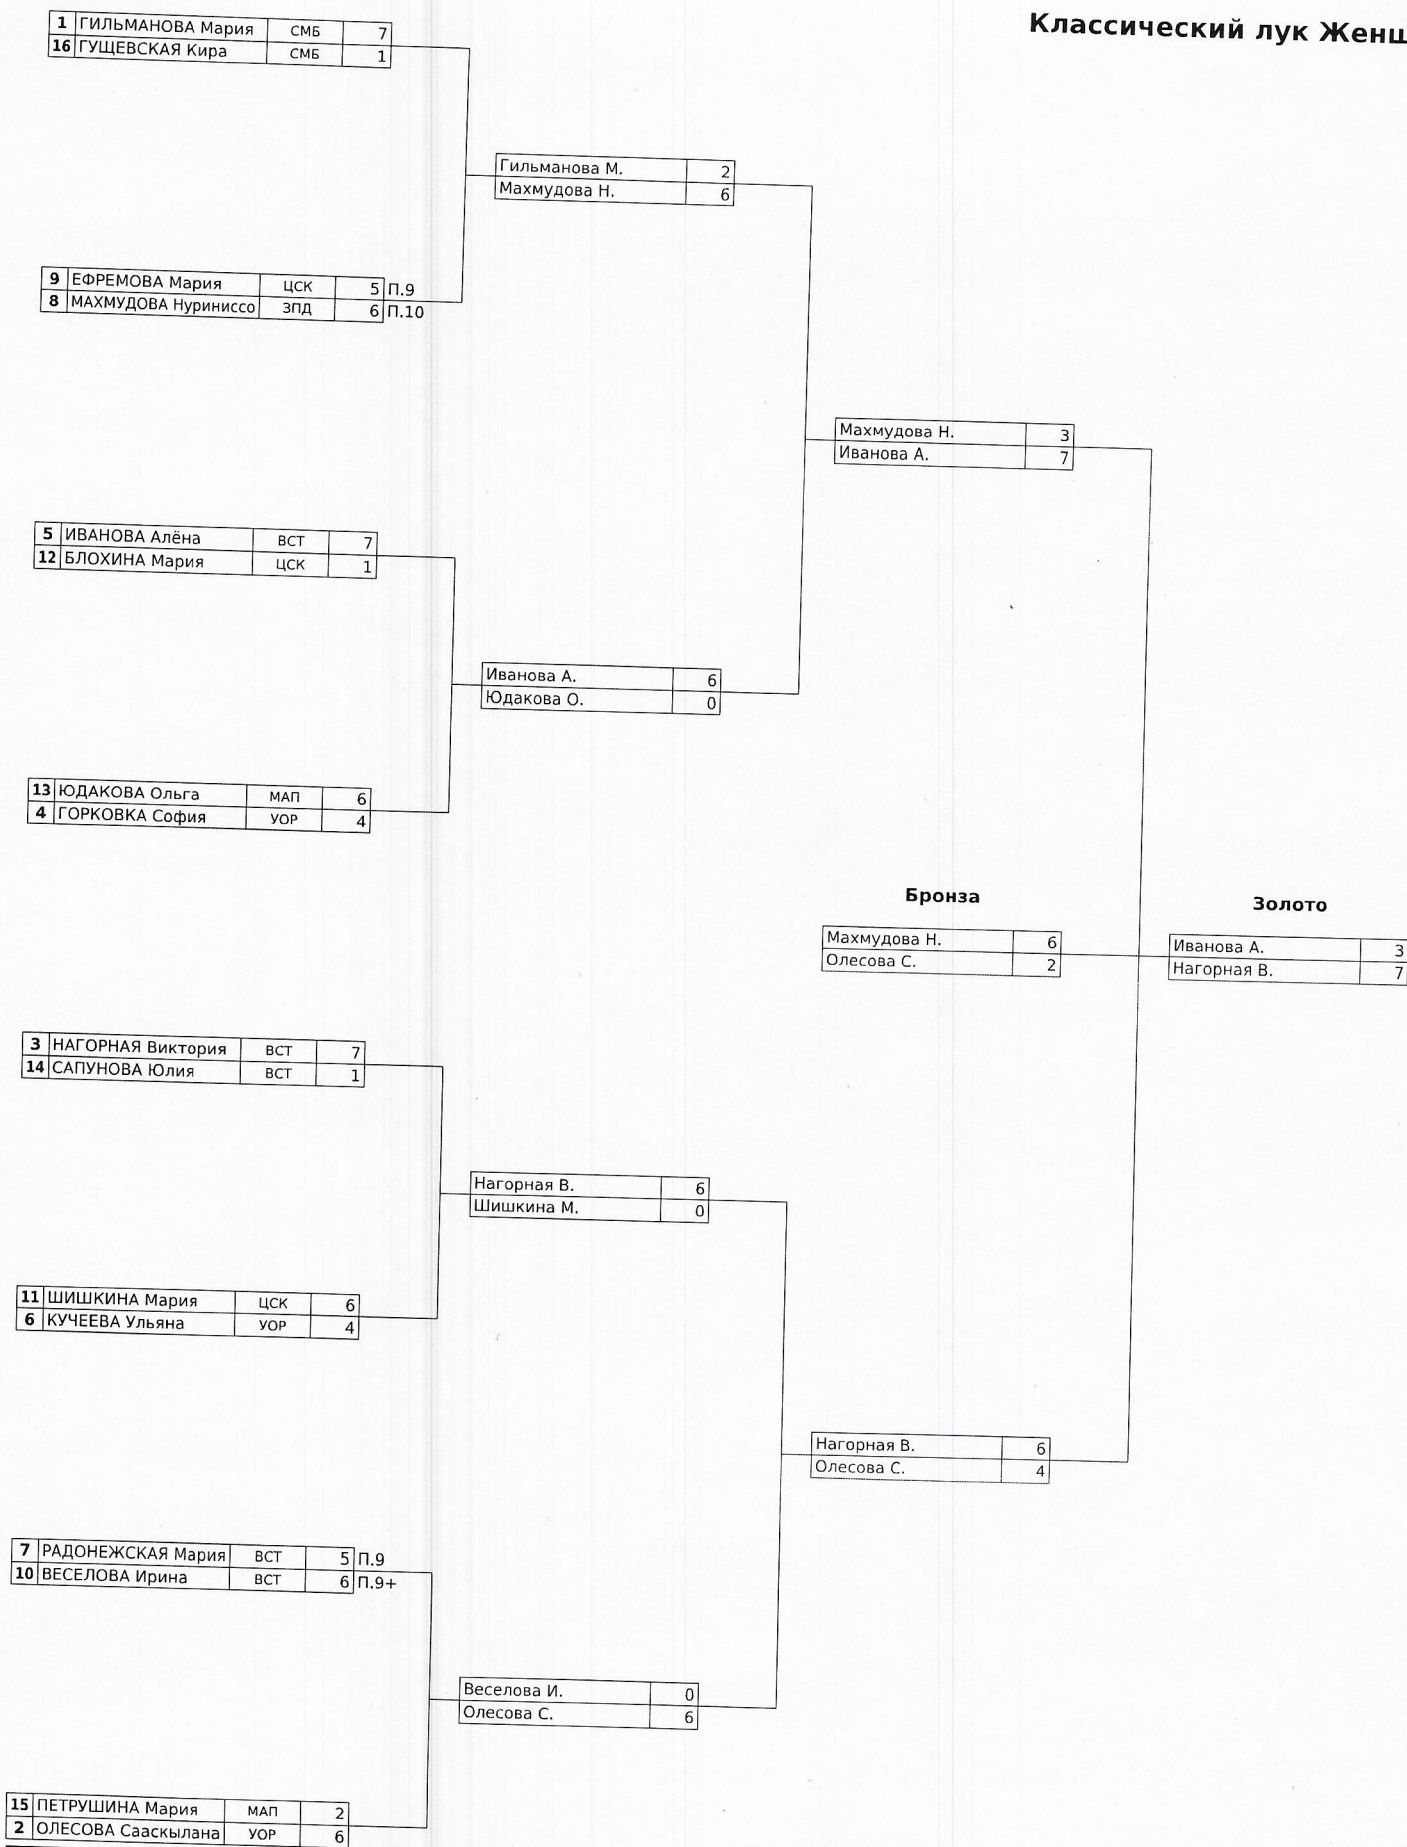 Классический лук Женщ
1 ГИЛЬМАНОВА Мария СМБ 7
16 ГУЩЕВСКАЯ Кира СМБ 1
Гильманова М. 2
Махмудова Н. 6
9 ЕФРЕМОВА Мария ЦСК 5 П.9
8 МАХМУДОВА Нуриниссо ЗПД 6 П.10
Махмудова Н. 3
Иванова А. 7
5 ИВАНОВА Алёна ВСТ 7
12 БЛОХИНА Мария ЦСК 1
Иванова А. 6
Юдакова О. 0
13 ЮДАКОВА Ольга МАП 6
4 ГОРКОВКА София УОР 4
Бронза
Махмудова Н. 6
Олесова С. 2
Золото
Иванова А. 3
Нагорная В. 7
3 НАГОРНАЯ Виктория ВСТ 7
14 САПУНОВА Юлия ВСТ 1
Нагорная В. 6
Шишкина М. 0
11 ШИШКИНА Мария ЦСК 6
6 КУЧЕЕВА Ульяна УОР 4
Нагорная В. 6
Олесова С. 4
7 РАДОНЕЖСКАЯ Мария ВСТ 5 П.9
10 ВЕСЕЛОВА Ирина ВСТ 6 П.9+
Веселова И. 0
Олесова С. 6
15 ПЕТРУШИНА Мария МАП 2
2 ОЛЕСОВА Сааскылана УОР 6